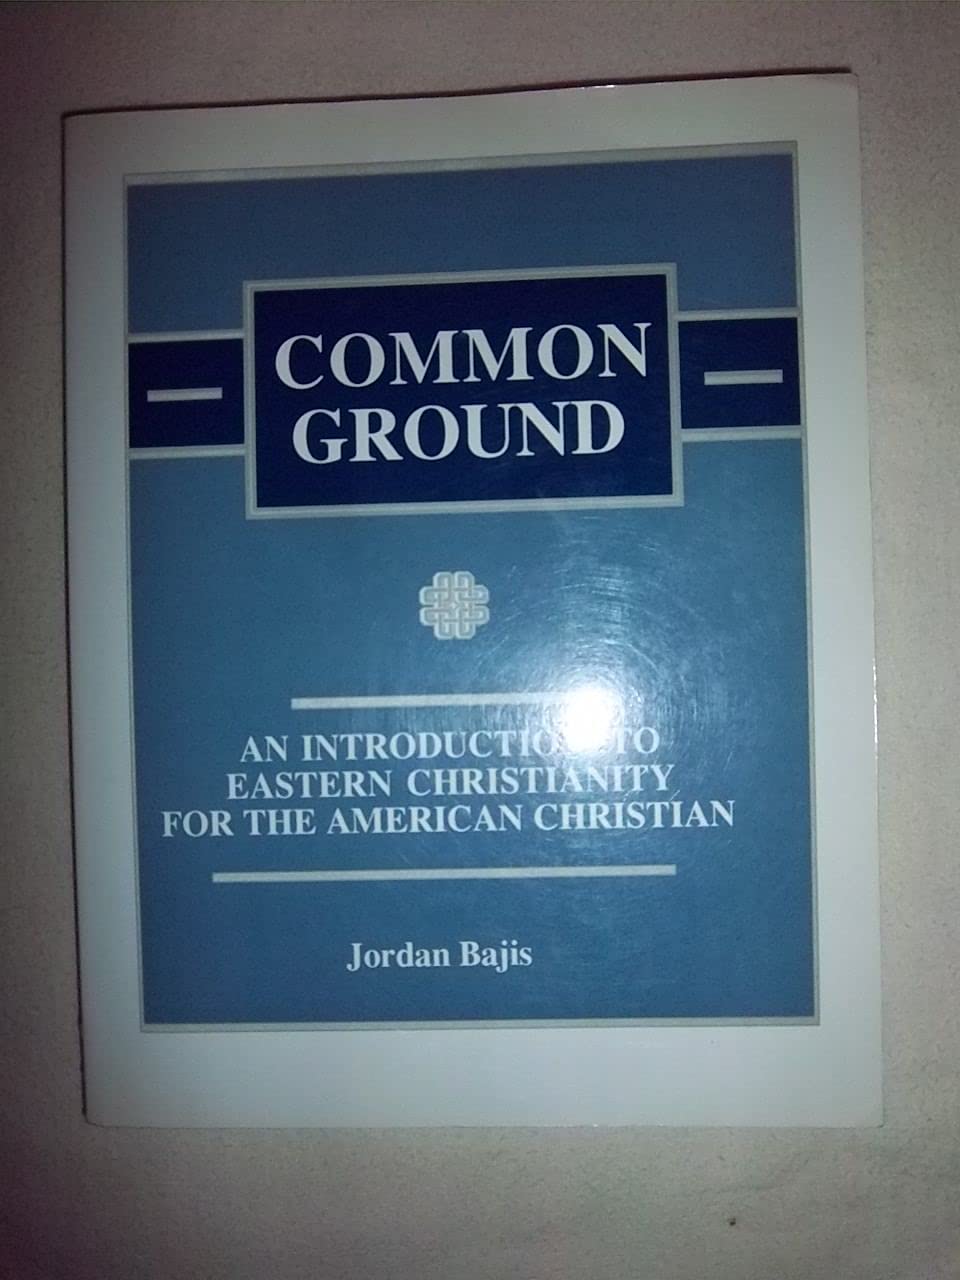 COMMON
GROUND
AN INTRODUCTION TO
EASTERN CHRISTIANITY
FOR THE AMERICAN CHRISTIAN
Jordan Bajis